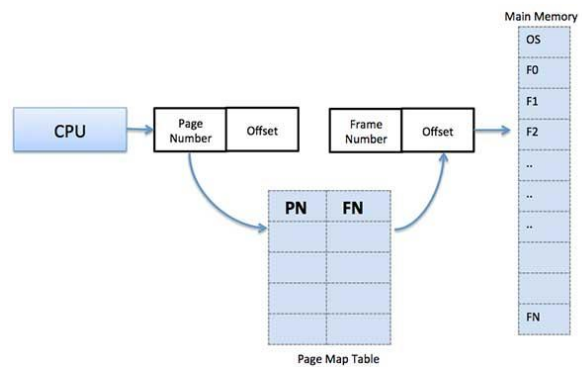 Main Memory
OS
F0
F1
F2
..
..
..
FN
CPU
Page
Number
Offset
Frame
Number
Offset
PN
FN
Page Map Table